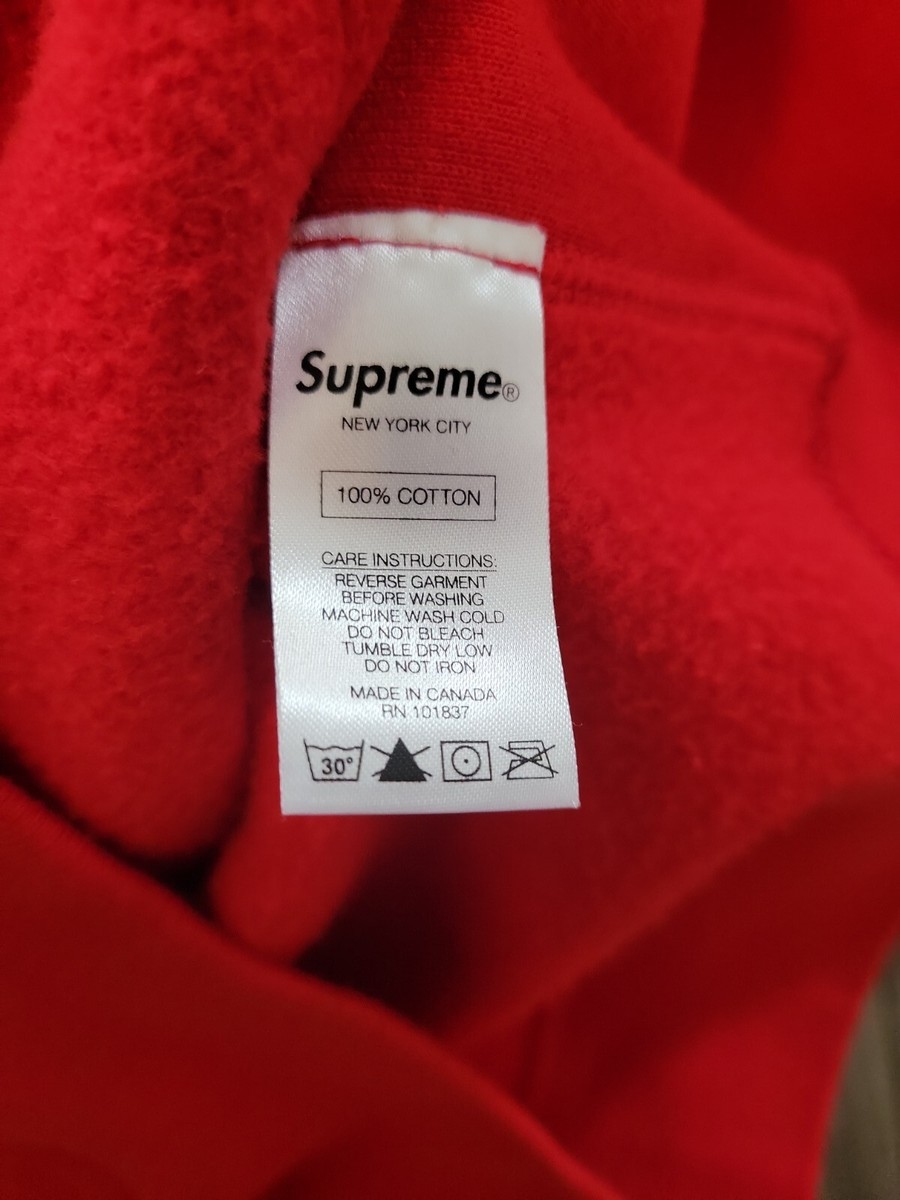 Supreme®
NEW YORK CITY
100% COTTON
CARE INSTRUCTIONS:
REVERSE GARMENT
BEFORE WASHING
MACHINE WASH COLD
DO NOT BLEACH
TUMBLE DRY LOW
DO NOT IRON
MADE IN CANADA
RN 101837
30°